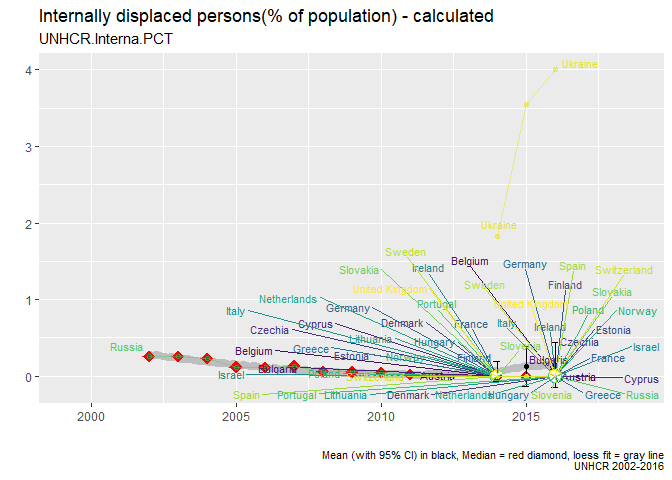 Internally displaced persons(% of population) - calculated
UNHCR.Interna.PCT
4
3
2
1
0
Ukraine
Ukraine
Sweden
Belgium
Germany
Slovakia
Ireland
Spain
Switzerland
United Kingdom
Sweden
Finland
Slovakia
Netherlands
Germany
Portugal
United Kingdom
Poland
Norway
Italy
Cyprus
Denmark
France
Italy
Ireland
Estonia
Czechia
Lithuania
Hungary
Czechia
Israel
Russia
Belgium
Greece
Estonia
Norway
Finland
Slovenia
Bulgaria
France
Israel
Bulgaria
Poland
Switzerland
Austria
Austria
Cyprus
Spain
Portugal
Lithuania
Denmark
Netherlands
Hungary
Slovenia
Greece
Russia
2000
2005
2010
2015
Mean (with 95% CI) in black, Median = red diamond, loess fit = gray line
UNHCR 2002-2016